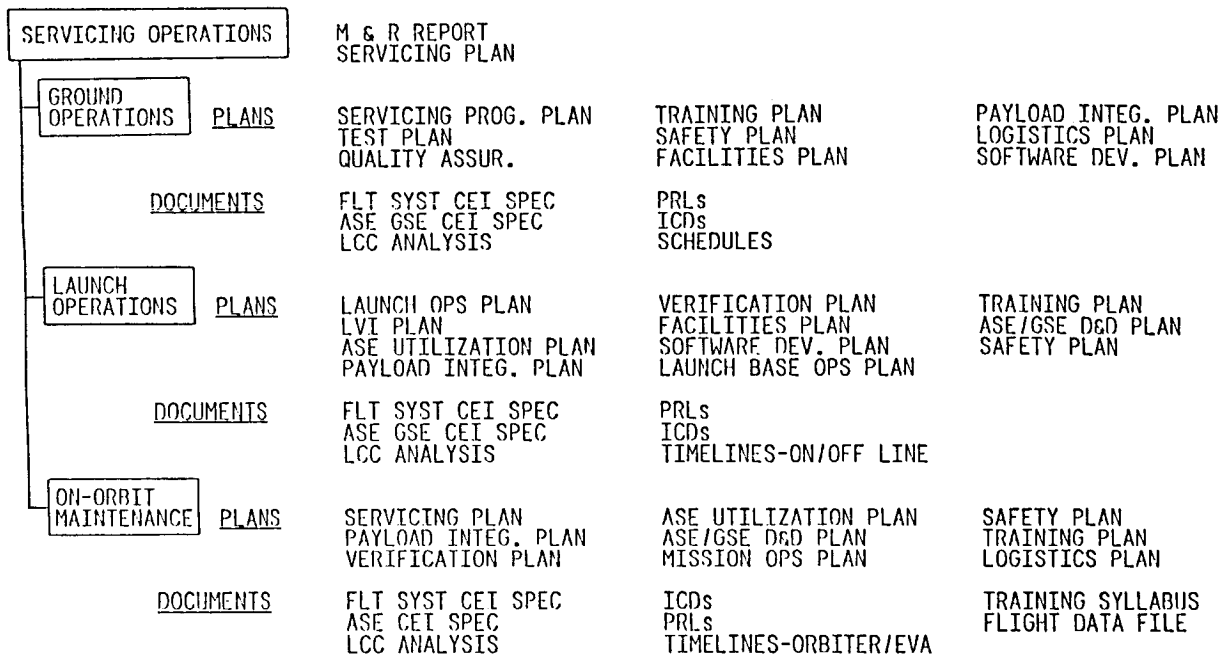 SERVICING OPERATIONS M & R REPORT
SERVICING PLAN
GROUND
OPERATIONS PLANS SERVICING PROG. PLAN TRAINING PLAN PAYLOAD INTEG. PLAN
TEST PLAN SAFETY PLAN LOGISTICS PLAN
QUALITY ASSUR. FACILITIES PLAN SOFTWARE DEV. PLAN
DOCUMENTS FLT SYST CEI SPEC PRLs
ASE GSE CEI SPEC ICDs
LCC ANALYSIS SCHEDULES
LAUNCH
OPERATIONS PLANS LAUNCH OPS PLAN VERIFICATION PLAN TRAINING PLAN
LVI PLAN FACILITIES PLAN ASE/GSE D&D PLAN
ASE UTILIZATION PLAN SOFTWARE DEV. PLAN SAFETY PLAN
PAYLOAD INTEG. PLAN LAUNCH BASE OPS PLAN
DOCUMENTS FLT SYST CEI SPEC PRLs
ASE GSE CEI SPEC ICDs
LCC ANALYSIS TIMELINES-ON/OFF LINE
ON-ORBIT
MAINTENANCE PLANS SERVICING PLAN ASE UTILIZATION PLAN SAFETY PLAN
PAYLOAD INTEG. PLAN ASE/GSE D&D PLAN TRAINING PLAN
VERIFICATION PLAN MISSION OPS PLAN LOGISTICS PLAN
DOCUMENTS FLT SYST CEI SPEC ICDs TRAINING SYLLABUS
ASE CEI SPEC PRLs FLIGHT DATA FILE
LCC ANALYSIS TIMELINES-ORBITER/EVA